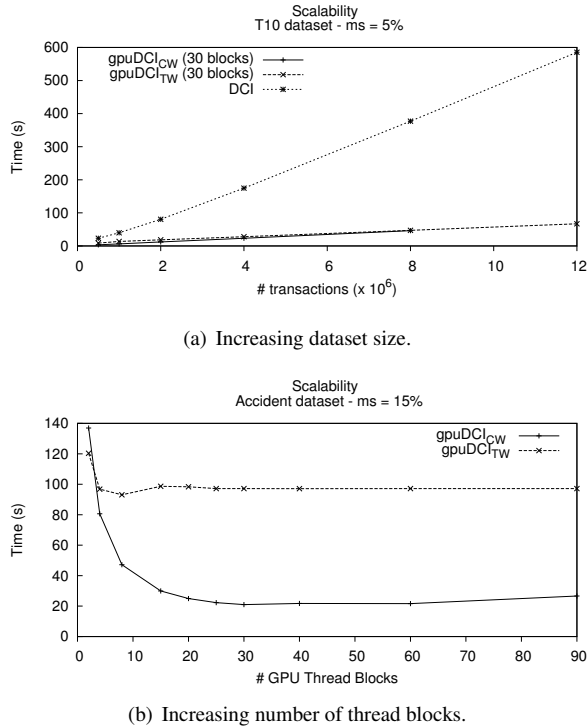 Scalability
T10 dataset - ms = 5%
gpuDCI_CW (30 blocks)
gpuDCI_TW (30 blocks)
DCI
600
500
400
300
200
100
0
Time (s)
0 2 4 6 8 10 12
# transactions (x 10^6)
(a) Increasing dataset size.
Scalability
Accident dataset - ms = 15%
gpuDCI_CW
gpuDCI_TW
140
120
100
80
60
40
20
0
Time (s)
0 10 20 30 40 50 60 70 80 90
# GPU Thread Blocks
(b) Increasing number of thread blocks.